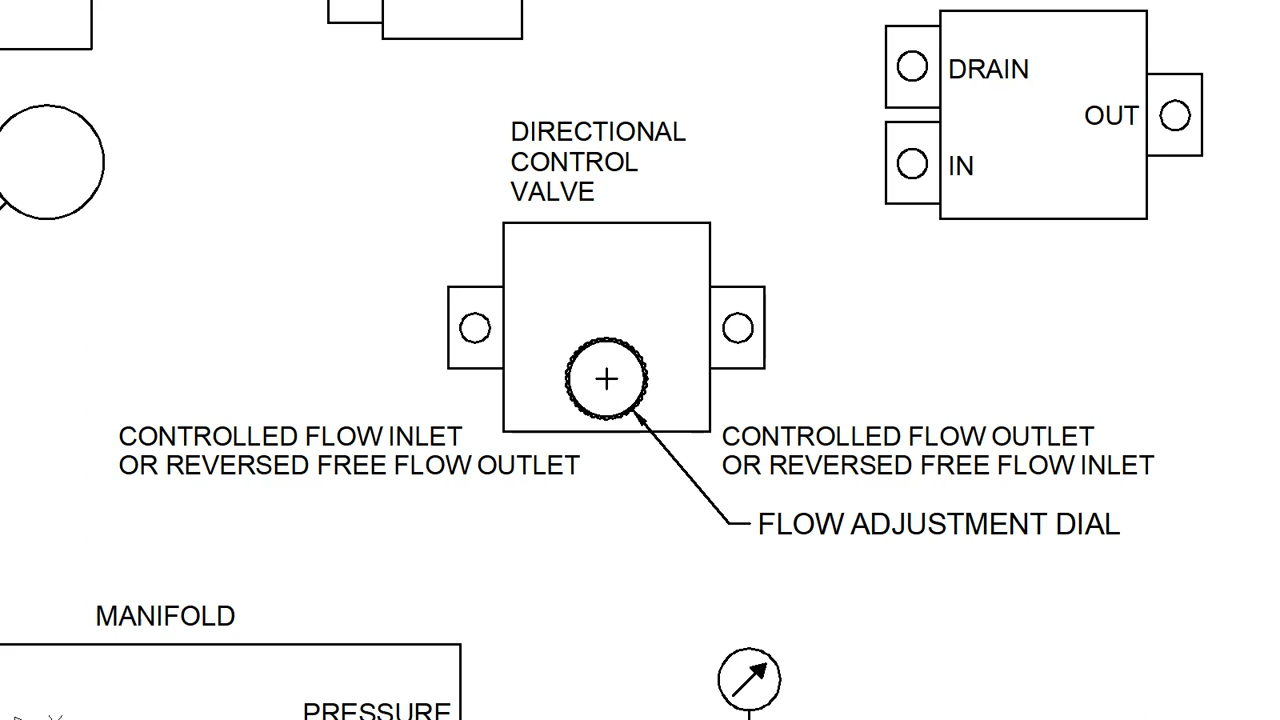 DRAIN
OUT
IN
DIRECTIONAL
CONTROL
VALVE
CONTROLLED FLOW INLET
OR REVERSED FREE FLOW OUTLET
CONTROLLED FLOW OUTLET
OR REVERSED FREE FLOW INLET
FLOW ADJUSTMENT DIAL
MANIFOLD
PRESSURE